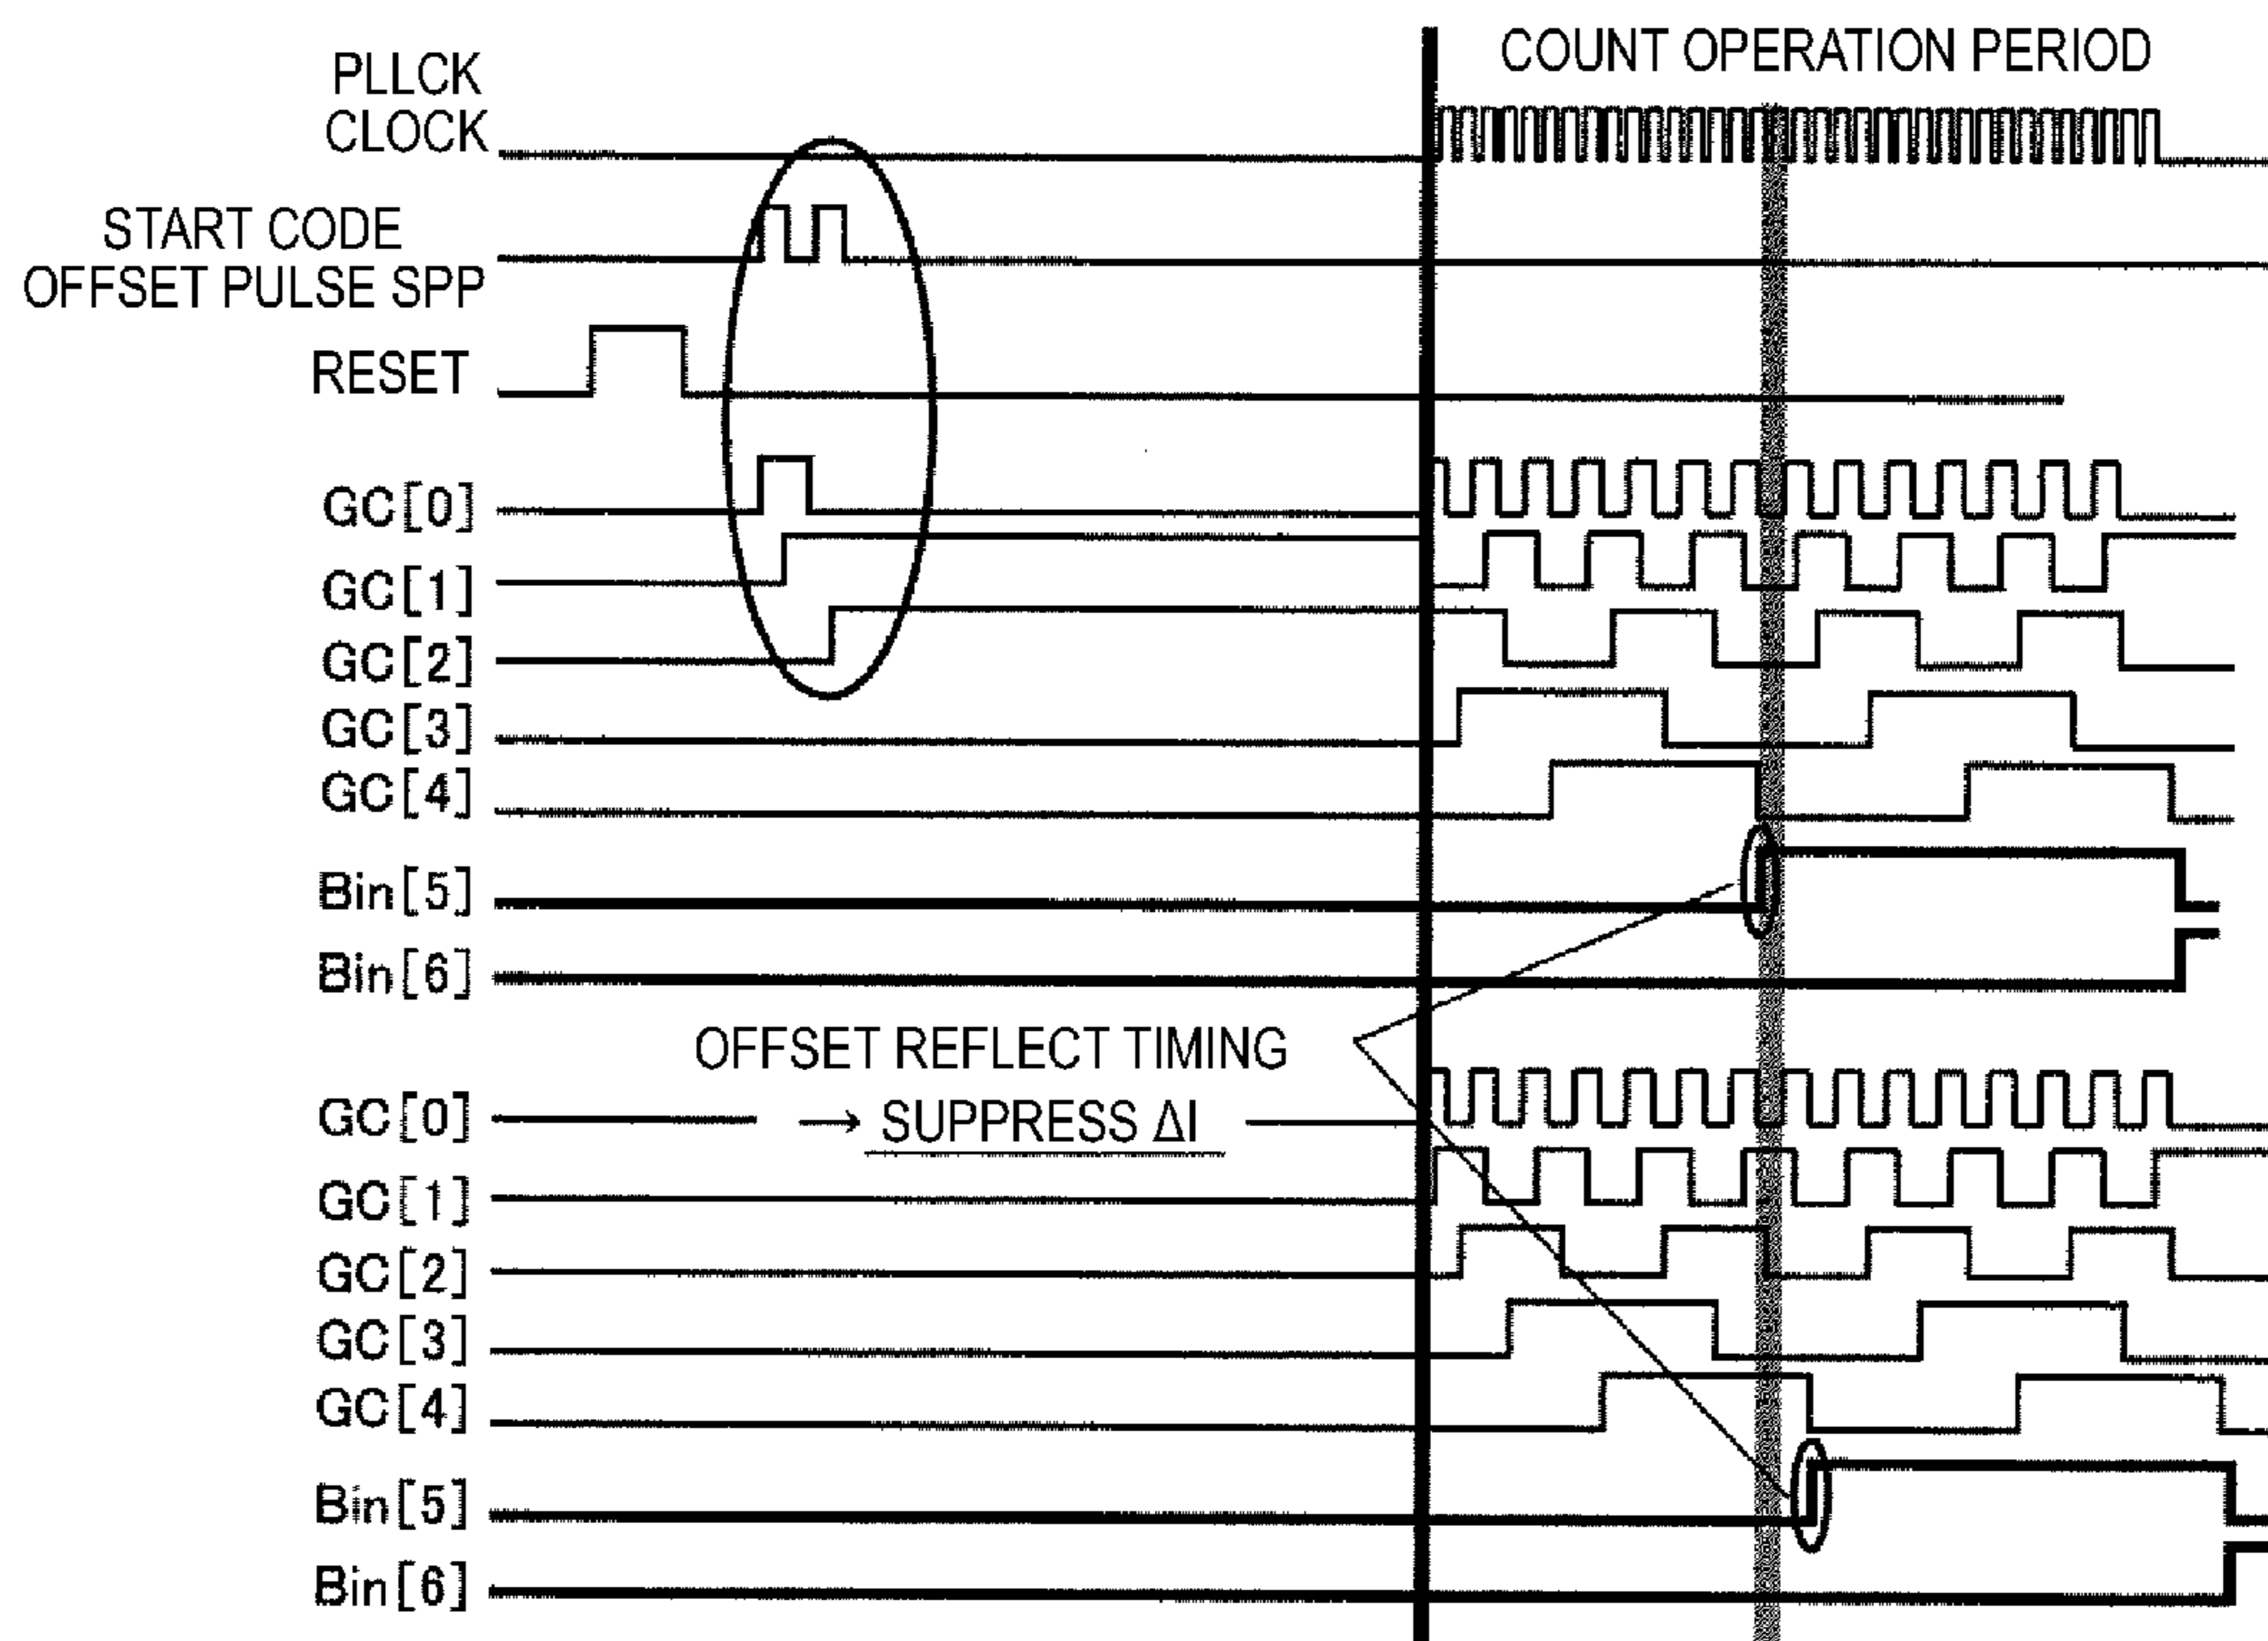 COUNT OPERATION PERIOD
PLLCK
CLOCK
START CODE
OFFSET PULSE SPP
RESET
GC[0]
GC[1]
GC[2]
GC[3]
GC[4]
Bin[5]
Bin[6]
OFFSET REFLECT TIMING
GC[0]
→ SUPPRESS ΔI
GC[1]
GC[2]
GC[3]
GC[4]
Bin[5]
Bin[6]